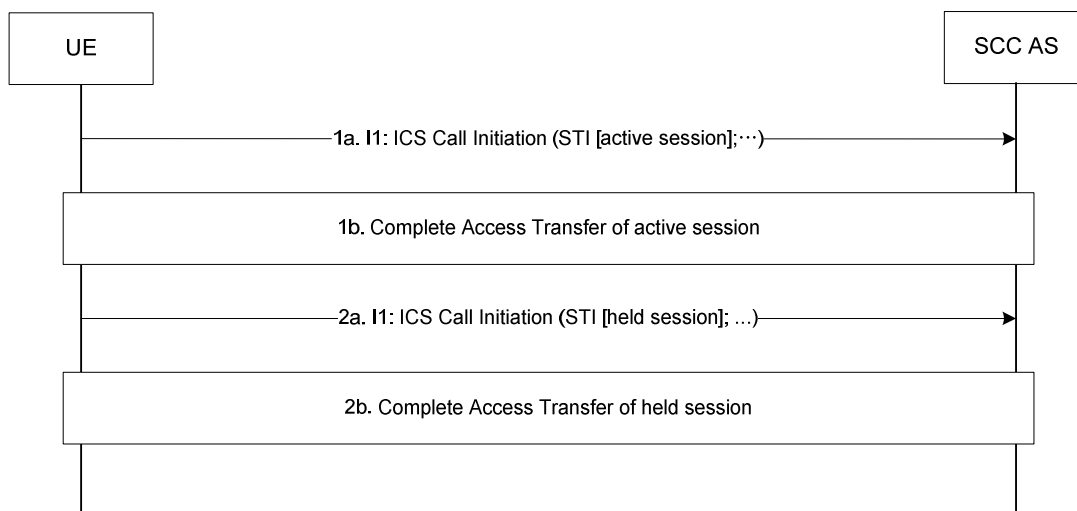 UE
SCC AS
1a. I1: ICS Call Initiation (STI [active session];⋯)
1b. Complete Access Transfer of active session
2a. I1: ICS Call Initiation (STI [held session]; ...)
2b. Complete Access Transfer of held session